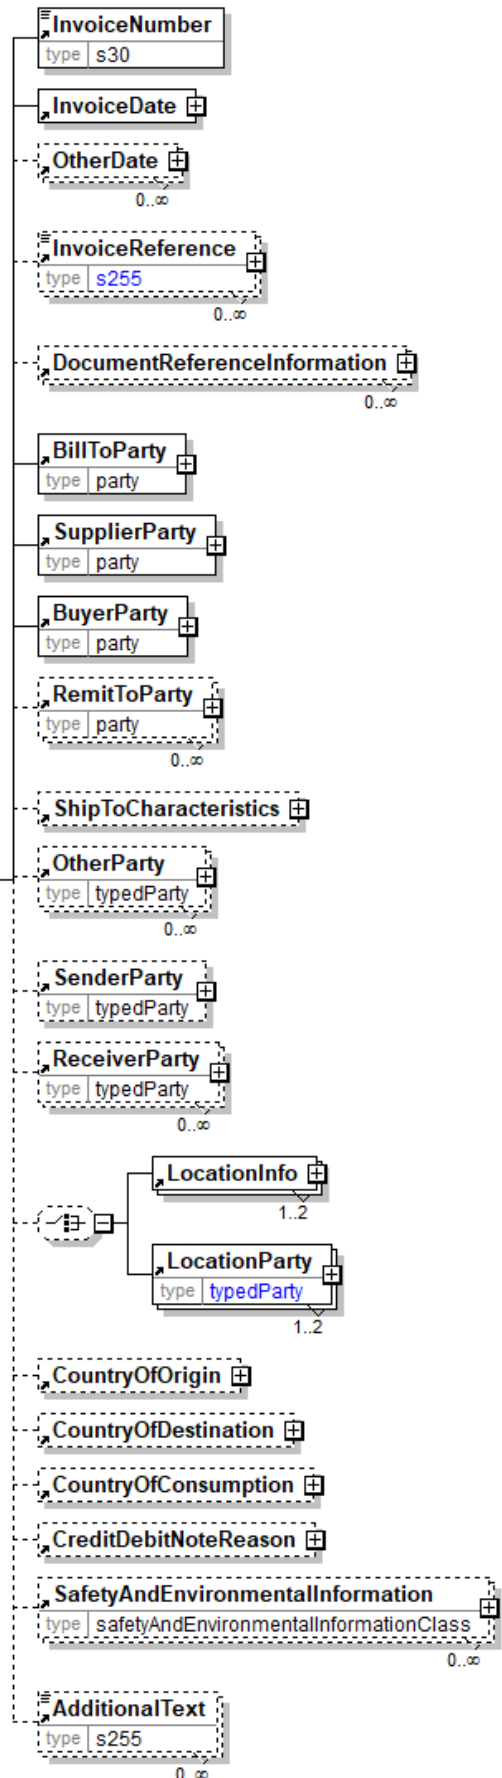 InvoiceNumber
type s30
InvoiceDate
OtherDate
0..∞
InvoiceReference
type s255
0..∞
DocumentReferenceInformation
0..∞
BillToParty
type party
SupplierParty
type party
BuyerParty
type party
RemitToParty
type party
0..∞
ShipToCharacteristics
OtherParty
type typedParty
0..∞
SenderParty
type typedParty
ReceiverParty
type typedParty
0..∞
LocationInfo
1..2
LocationParty
type typedParty
1..2
CountryOfOrigin
CountryOfDestination
CountryOfConsumption
CreditDebitNoteReason
SafetyAndEnvironmentalInformation
type safetyAndEnvironmentalInformationClass
0..∞
AdditionalText
type s255
0..∞